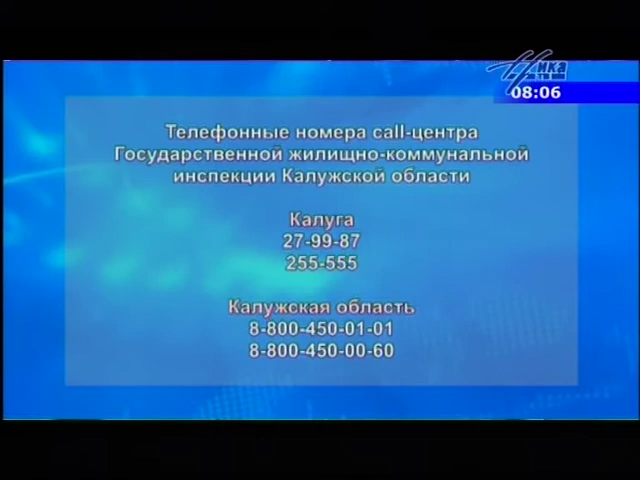 Ника
08:06
Телефонные номера call-центра
Государственной жилищно-коммунальной
инспекции Калужской области
Калуга
27-99-87
255-555
Калужская область
8-800-450-01-01
8-800-450-00-60